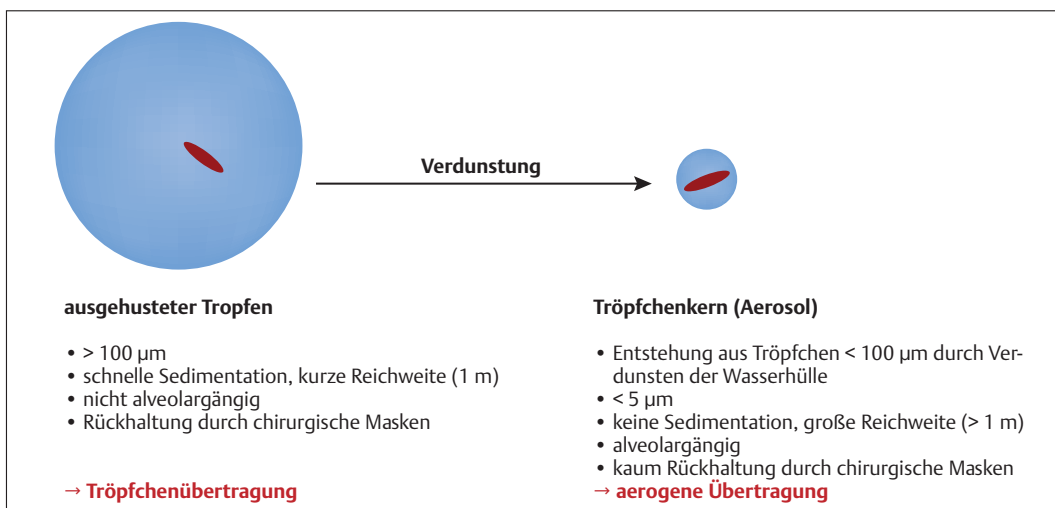 Verdunstung
ausgehusteter Tropfen
• > 100 µm
• schnelle Sedimentation, kurze Reichweite (1 m)
• nicht alveolargängig
• Rückhaltung durch chirurgische Masken
→ Tröpfchenübertragung
Tröpfchenkern (Aerosol)
• Entstehung aus Tröpfchen < 100 µm durch Ver-
dunsten der Wasserhülle
• < 5 µm
• keine Sedimentation, große Reichweite (> 1 m)
• alveolargängig
• kaum Rückhaltung durch chirurgische Masken
→ aerogene Übertragung